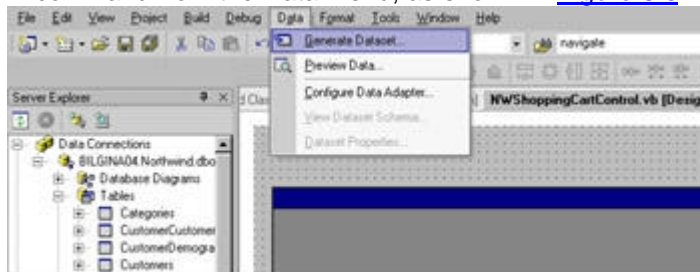 File Edit View Project Build Debug Data Format Tools Window Help
Generate Dataset...
navigate
Preview Data...
Server Explorer
Configure Data Adapter...
NWShoppingCartControl.vb [Desig
View Dataset Schema...
Dataset Properties...
Data Connections
BILGINA04.Northwind.dbo
Database Diagrams
Tables
Categories
CustomerCustomer
CustomerDemogra
Customers